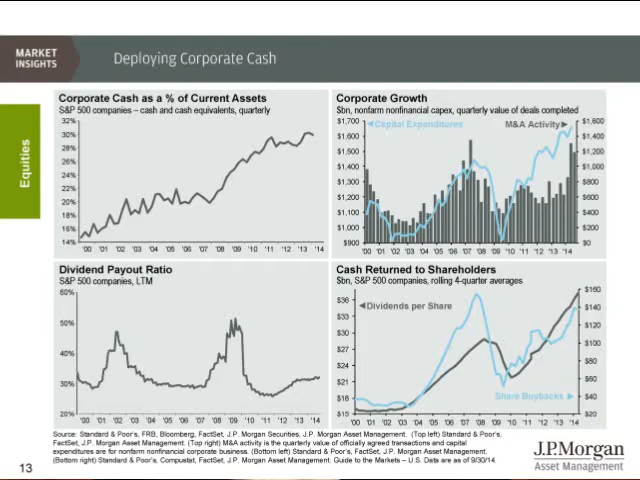 MARKET
INSIGHTS
Deploying Corporate Cash
Equities
Corporate Cash as a % of Current Assets
S&P 500 companies – cash and cash equivalents, quarterly
32%
30%
28%
26%
24%
22%
20%
18%
16%
14%
'00 '01 '02 '03 '04 '05 '06 '07 '08 '09 '10 '11 '12 '13 '14
Corporate Growth
$bn, nonfarm nonfinancial capex, quarterly value of deals completed
$1,700 $1,600
Capital Expenditures M&A Activity
$1,600 $1,400
$1,500 $1,200
$1,400 $1,000
$1,300 $800
$1,200 $600
$1,100 $400
$1,000 $200
$900 $0
'00 '01 '02 '03 '04 '05 '06 '07 '08 '09 '10 '11 '12 '13 '14
Dividend Payout Ratio
S&P 500 companies, LTM
60%
50%
40%
30%
20%
'00 '01 '02 '03 '04 '05 '06 '07 '08 '09 '10 '11 '12 '13 '14
Cash Returned to Shareholders
$bn, S&P 500 companies, rolling 4-quarter averages
$160
$36 $140
Dividends per Share
$33 $120
$30 $100
$27 $80
$24 $60
$21 $40
Share Buybacks
$18
$15 $20
'00 '01 '02 '03 '04 '05 '06 '07 '08 '09 '10 '11 '12 '13 '14
Source: Standard & Poor's, FRB, Bloomberg, FactSet, J.P. Morgan Securities, J.P. Morgan Asset Management. (Top left) Standard & Poor's,
FactSet, J.P. Morgan Asset Management. (Top right) M&A activity is the quarterly value of officially agreed transactions and capital
expenditures are for nonfarm nonfinancial corporate business. (Bottom left) Standard & Poor's, FactSet, J.P. Morgan Asset Management.
(Bottom right) Standard & Poor's, Compustat, FactSet, J.P. Morgan Asset Management. Guide to the Markets – U.S. Data are as of 9/30/14.
13
J.P.Morgan
Asset Management